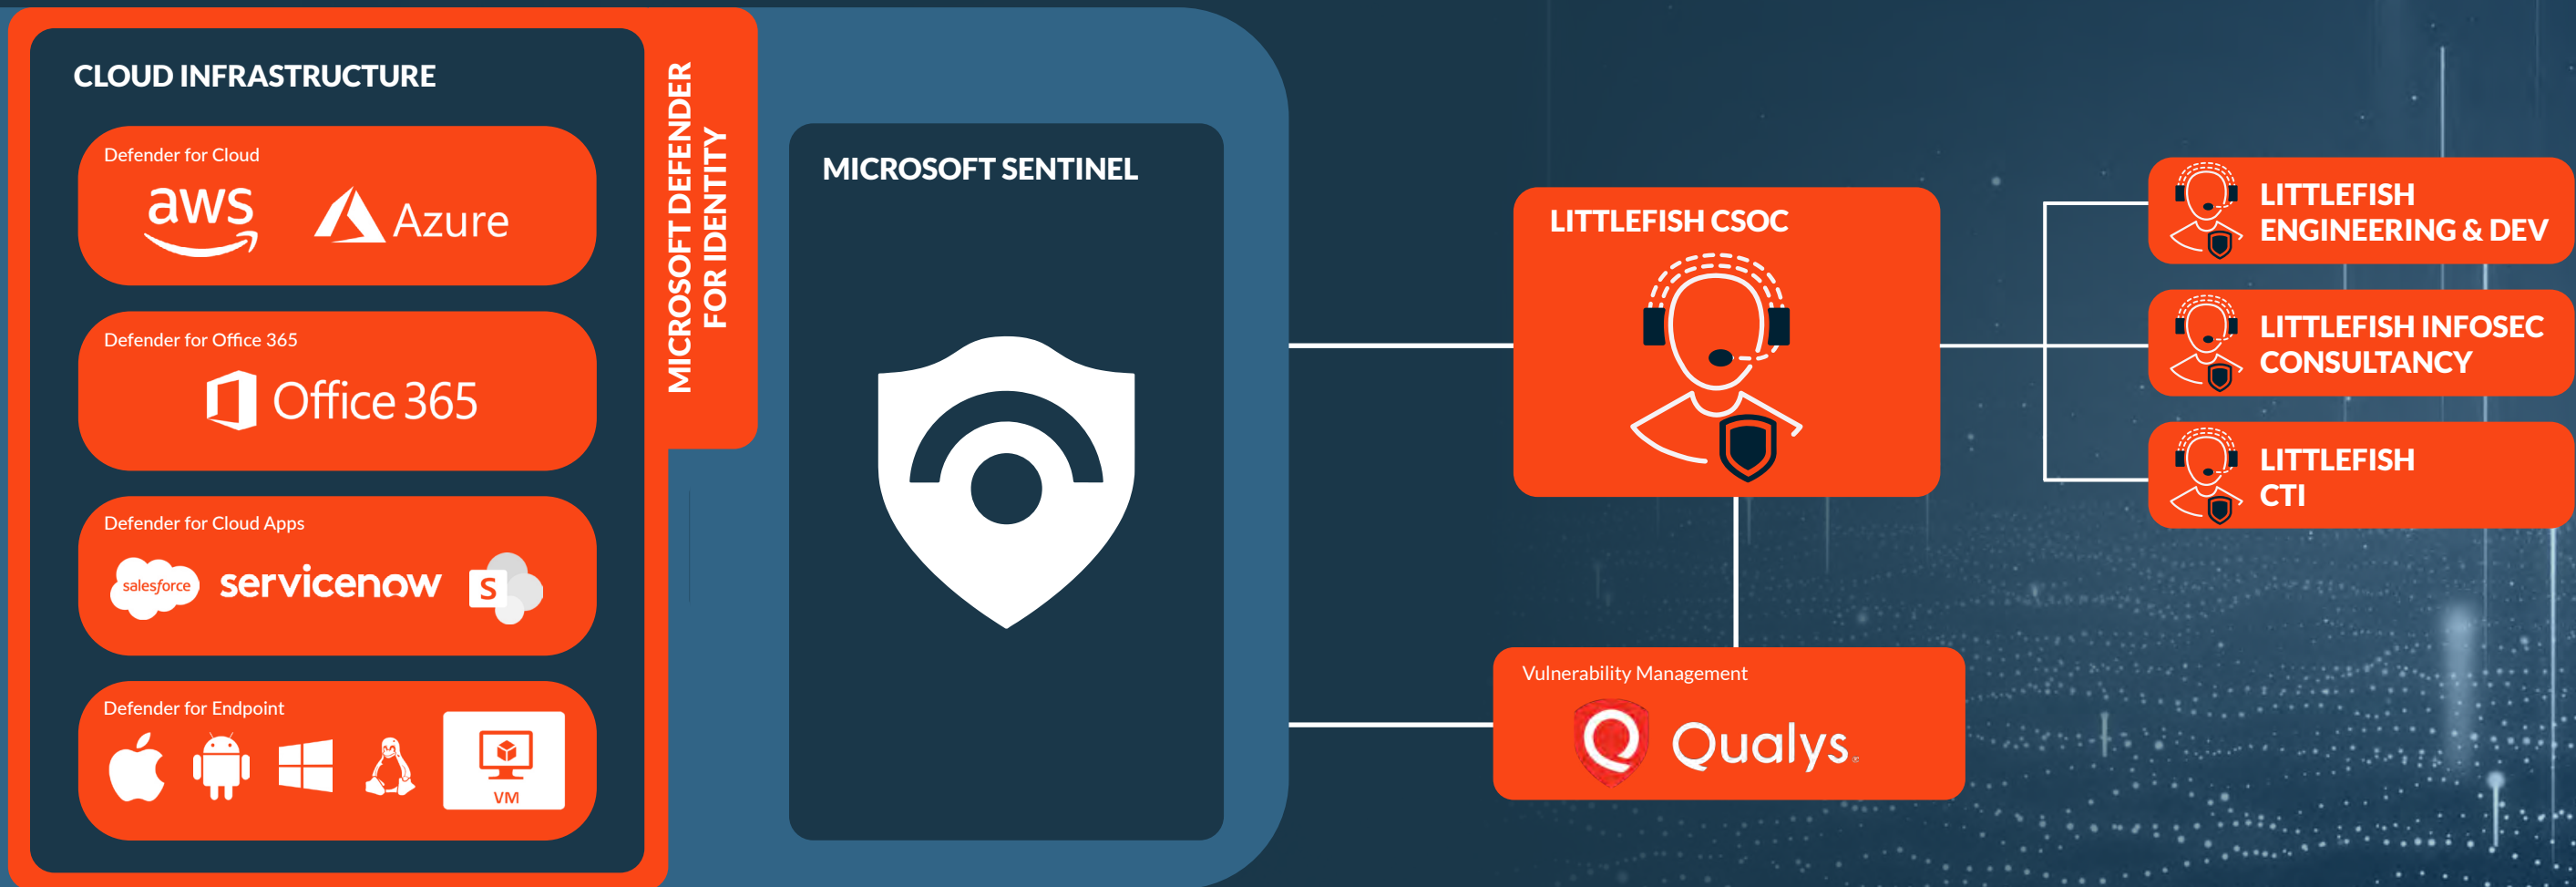 CLOUD INFRASTRUCTURE
Defender for Cloud
aws
Azure
Defender for Office 365
Office 365
Defender for Cloud Apps
salesforce
servicenow
S
Defender for Endpoint
VM
MICROSOFT DEFENDER
FOR IDENTITY
MICROSOFT SENTINEL
LITTLEFISH CSOC
Vulnerability Management
Qualys
LITTLEFISH
ENGINEERING & DEV
LITTLEFISH INFOSEC
CONSULTANCY
LITTLEFISH
CTI